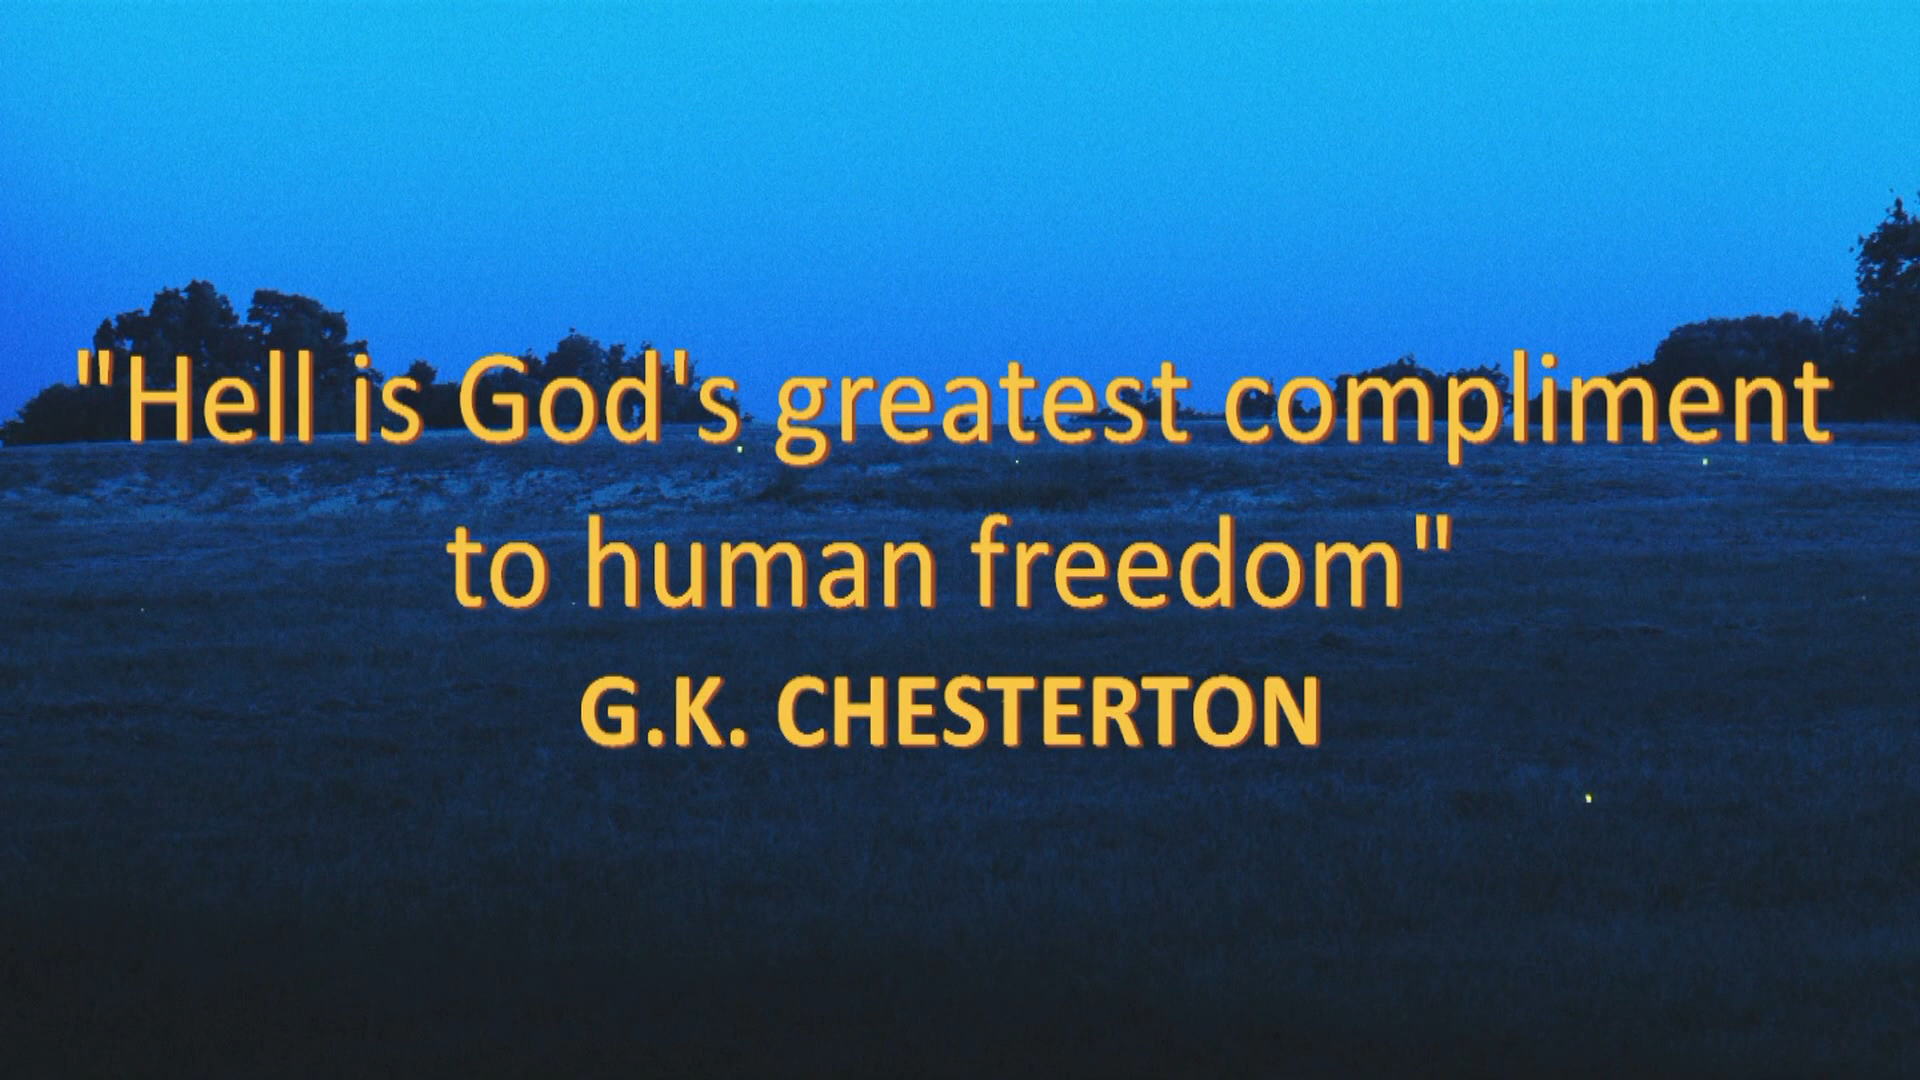 "Hell is God's greatest compliment
to human freedom"
G.K. CHESTERTON